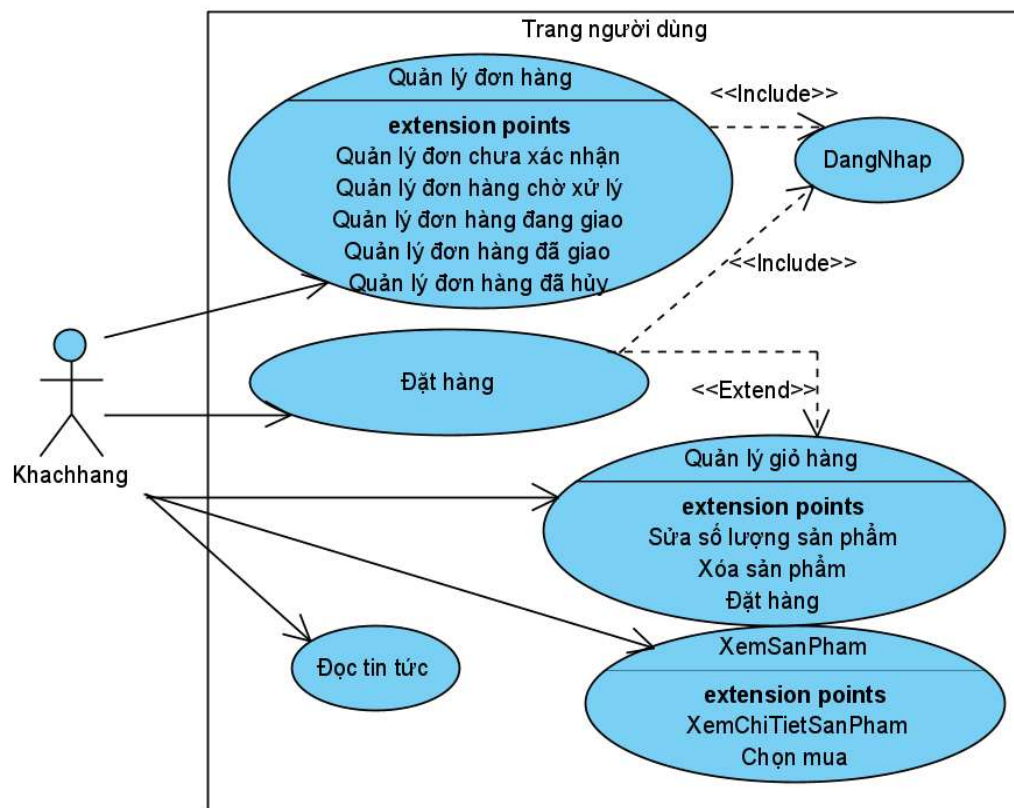 Trang người dùng
Quản lý đơn hàng
extension points
Quản lý đơn chưa xác nhận
Quản lý đơn hàng chờ xử lý
Quản lý đơn hàng đang giao
Quản lý đơn hàng đã giao
Quản lý đơn hàng đã hủy
<<Include>>
DangNhap
<<Include>>
Đặt hàng
<<Extend>>
Khachhang
Quản lý giỏ hàng
extension points
Sửa số lượng sản phẩm
Xóa sản phẩm
Đặt hàng
XemSanPham
extension points
XemChiTietSanPham
Chọn mua
Đọc tin tức